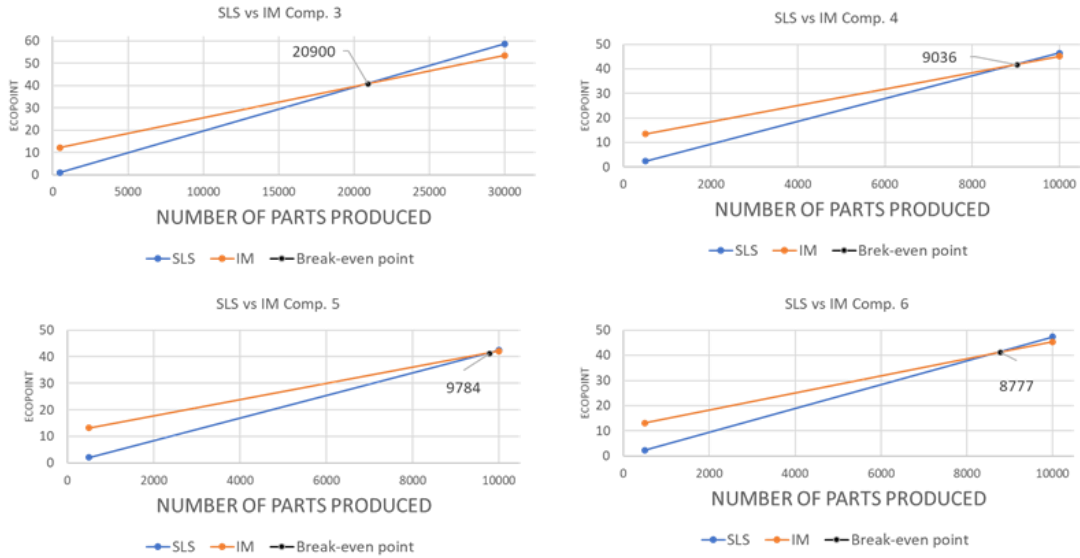 SLS vs IM Comp. 3
60
50
40
30
20
10
0
ECOPOINT
20900
0 5000 10000 15000 20000 25000 30000
NUMBER OF PARTS PRODUCED
SLS IM Break-even point
SLS vs IM Comp. 4
50
40
30
20
10
0
ECOPOINT
9036
0 2000 4000 6000 8000 10000
NUMBER OF PARTS PRODUCED
SLS IM Brek-even point
SLS vs IM Comp. 5
50
40
30
20
10
0
ECOPOINT
9784
0 2000 4000 6000 8000 10000
NUMBER OF PARTS PRODUCED
SLS IM Break-even point
SLS vs IM Comp. 6
50
40
30
20
10
0
ECOPOINT
8777
0 2000 4000 6000 8000 10000
NUMBER OF PARTS PRODUCED
SLS IM Break-even point